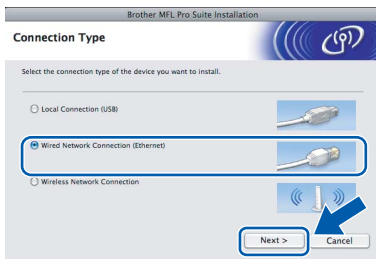 Brother MFL Pro Suite Installation
Connection Type
Select the connection type of the device you want to install.
Local Connection (USB)
Wired Network Connection (Ethernet)
Wireless Network Connection
Next >
Cancel